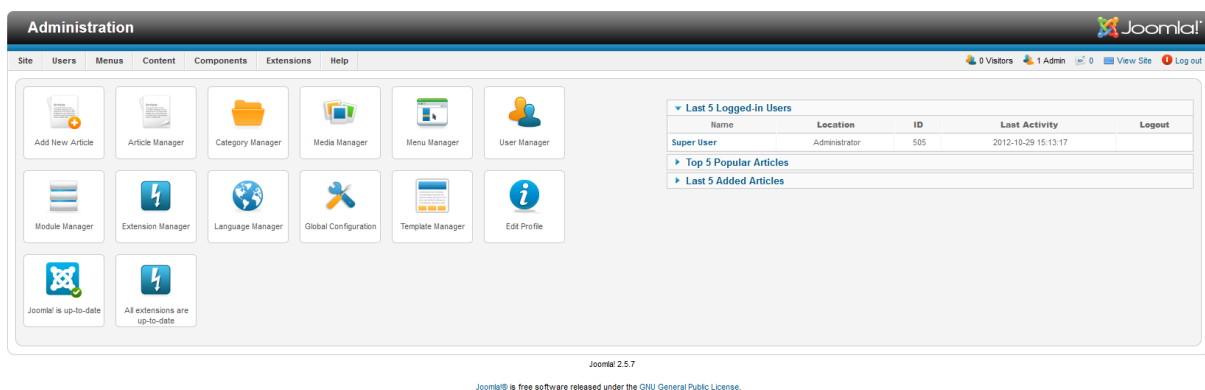 Administration
Joomla!
Site Users Menus Content Components Extensions Help
0 Visitors 1 Admin 0 View Site Log out
Add New Article Article Manager Category Manager Media Manager Menu Manager User Manager
Module Manager Extension Manager Language Manager Global Configuration Template Manager Edit Profile
Joomla! is up-to-date All extensions are
up-to-date
Last 5 Logged-in Users
Name Location ID Last Activity Logout
Super User Administrator 505 2012-10-29 15:13:17
Top 5 Popular Articles
Last 5 Added Articles
Joomla! 2.5.7
Joomla!® is free software released under the GNU General Public License.